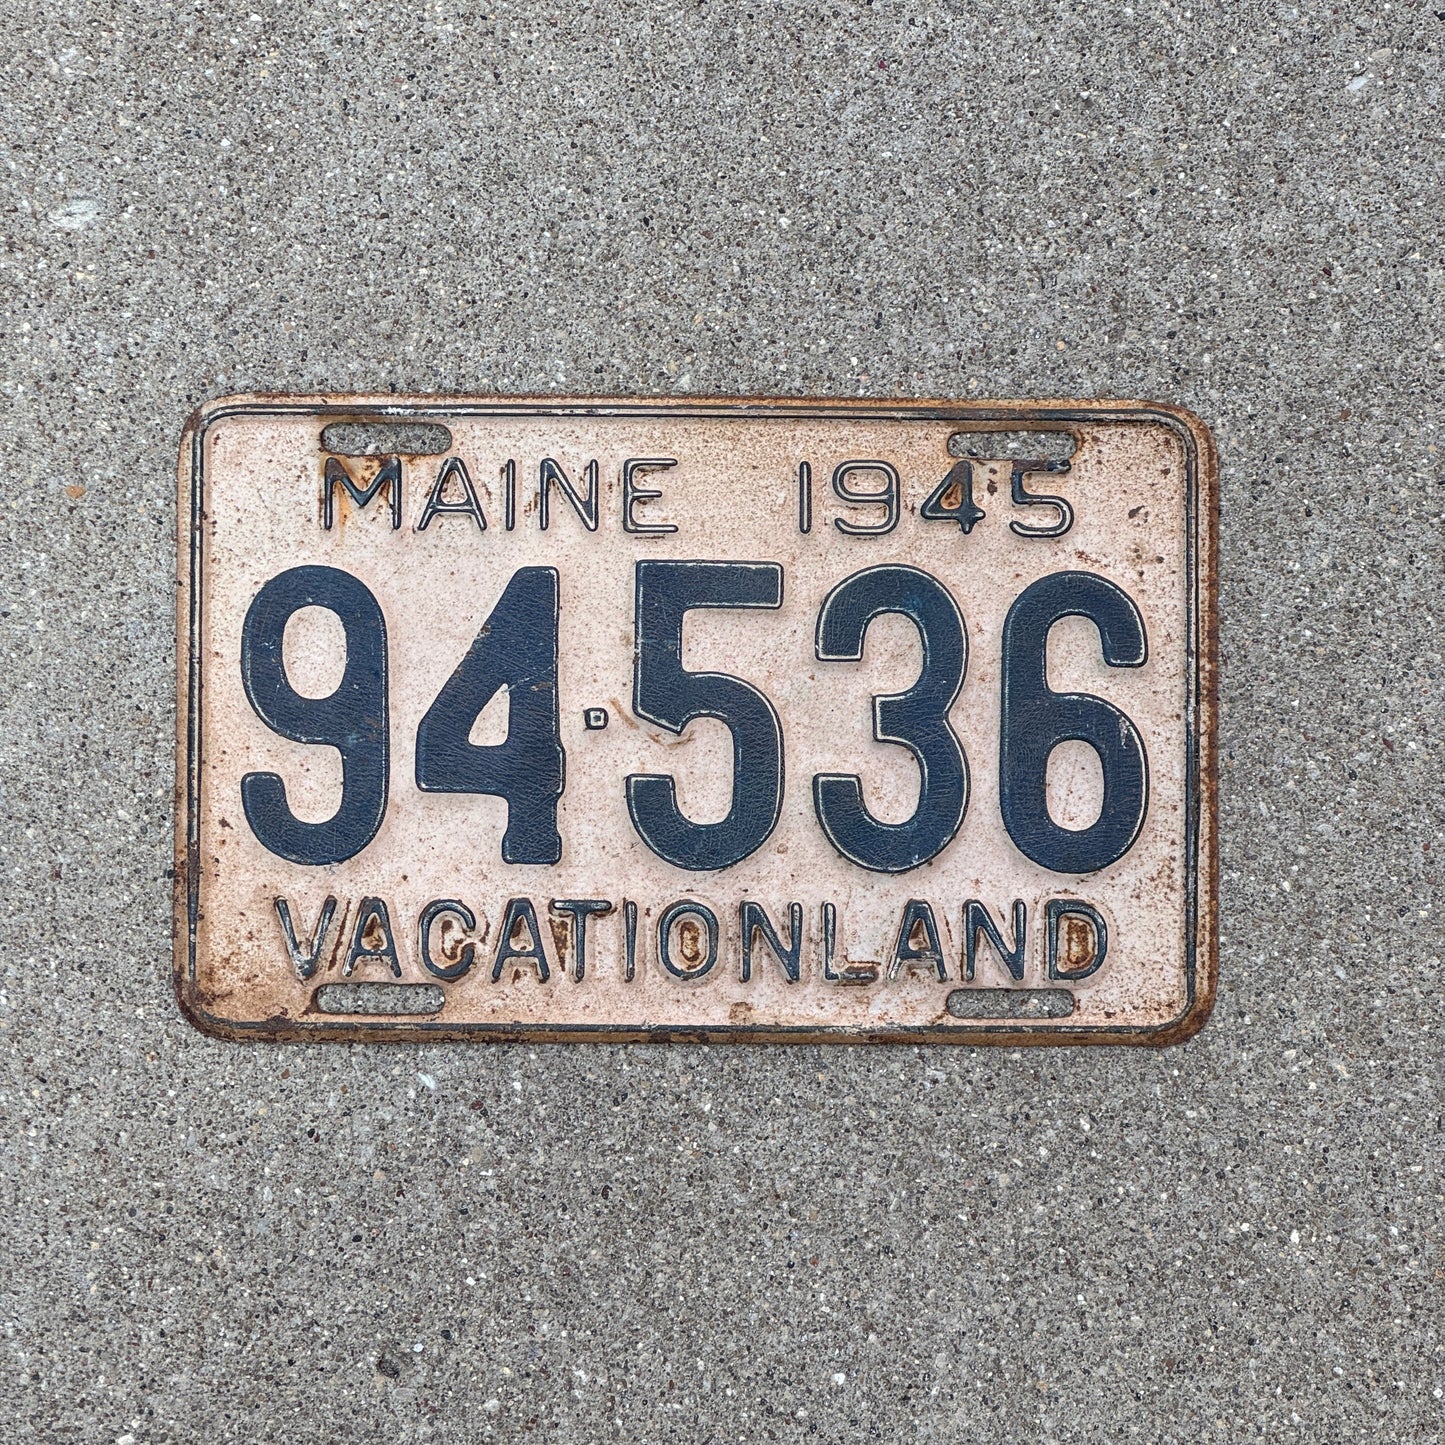 MAINE 1945
94·536
VACATIONLAND